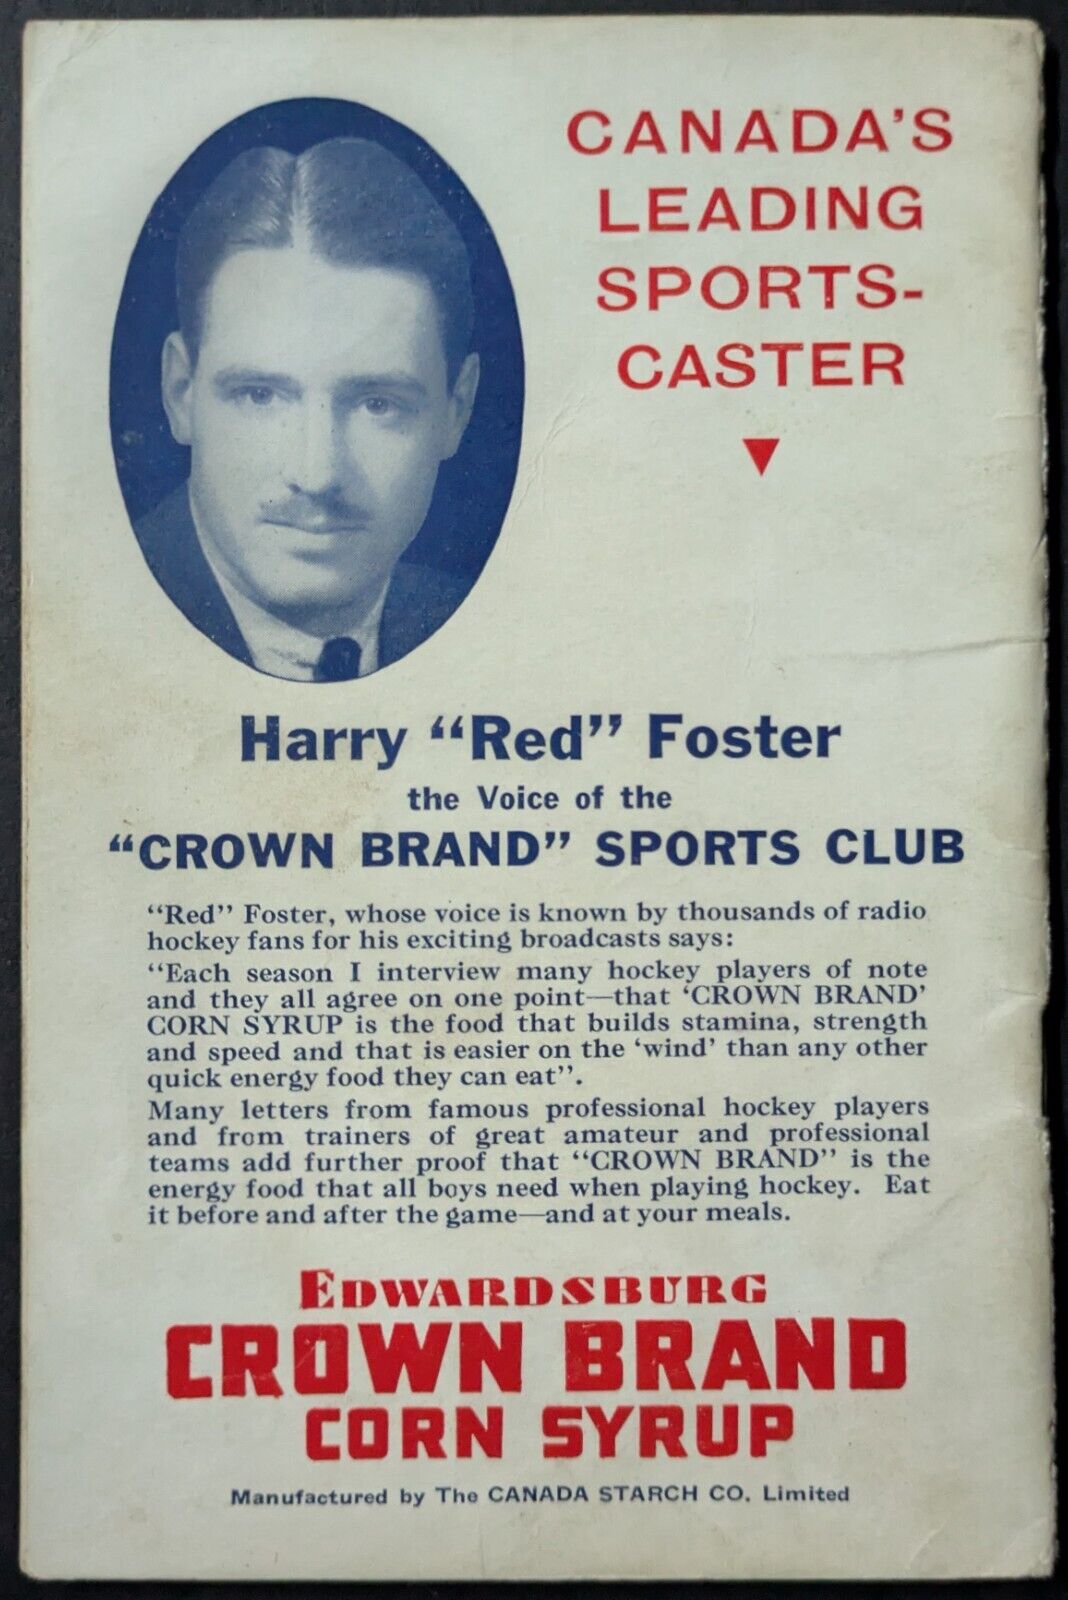 CANADA'S
LEADING
SPORTS-
CASTER
Harry "Red" Foster
the Voice of the
"CROWN BRAND" SPORTS CLUB
"Red" Foster, whose voice is known by thousands of radio
hockey fans for his exciting broadcasts says:
"Each season I interview many hockey players of note
and they all agree on one point—that 'CROWN BRAND'
CORN SYRUP is the food that builds stamina, strength
and speed and that is easier on the 'wind' than any other
quick energy food they can eat".
Many letters from famous professional hockey players
and from trainers of great amateur and professional
teams add further proof that "CROWN BRAND" is the
energy food that all boys need when playing hockey. Eat
it before and after the game—and at your meals.
EDWARDSBURG
CROWN BRAND
CORN SYRUP
Manufactured by The CANADA STARCH CO. Limited